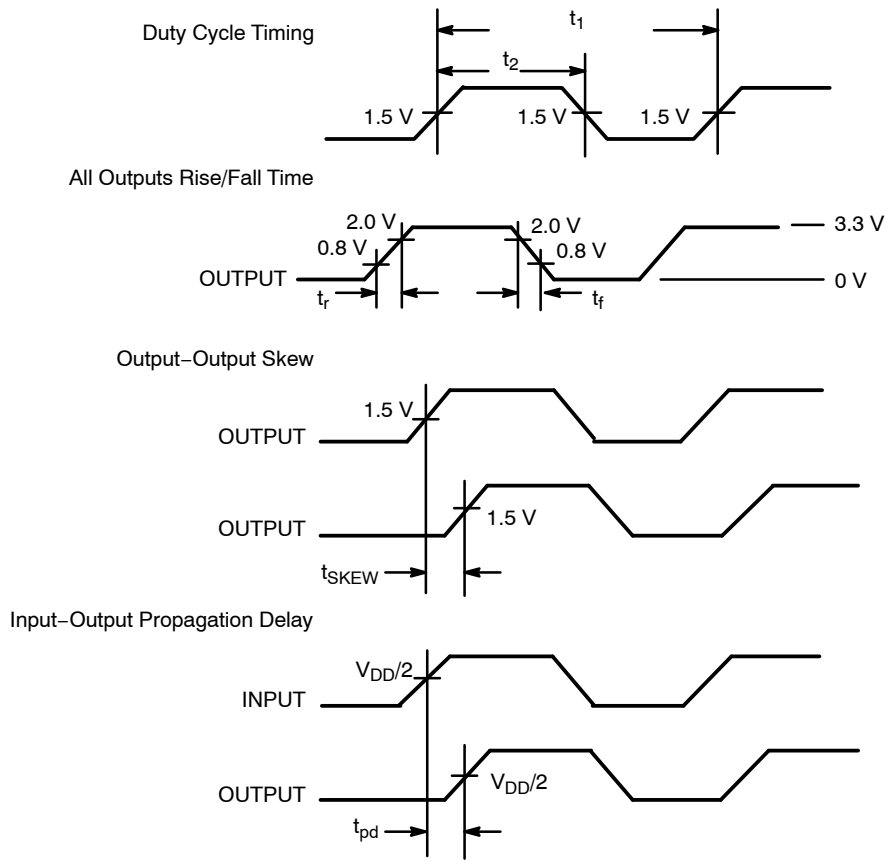 Duty Cycle Timing
t1
t2
1.5 V
1.5 V
1.5 V
All Outputs Rise/Fall Time
2.0 V
2.0 V
3.3 V
0.8 V
0.8 V
OUTPUT
0 V
tr
tf
Output−Output Skew
1.5 V
OUTPUT
1.5 V
OUTPUT
tSKEW
Input−Output Propagation Delay
VDD/2
INPUT
VDD/2
OUTPUT
tpd